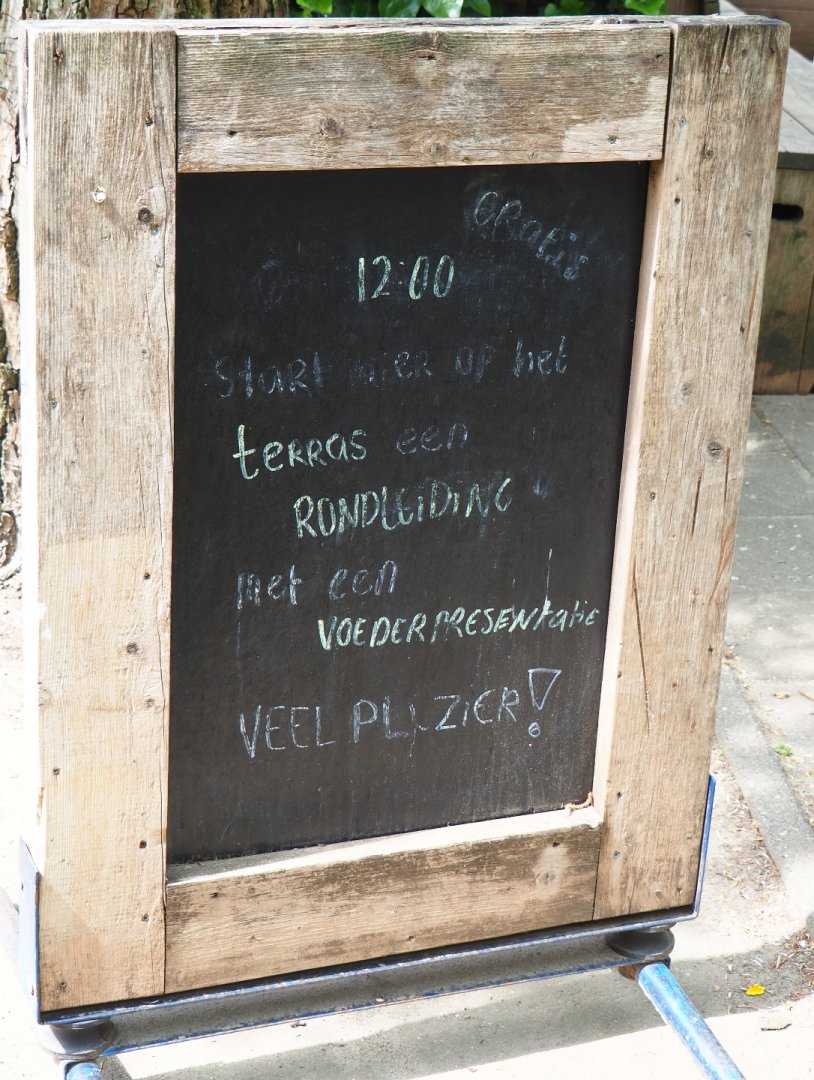 GRatis
12:00
Start hier op het
terras een
RONDLEIDING
met een
VOEDERPRESENtatie
VEEL PLEZIER!